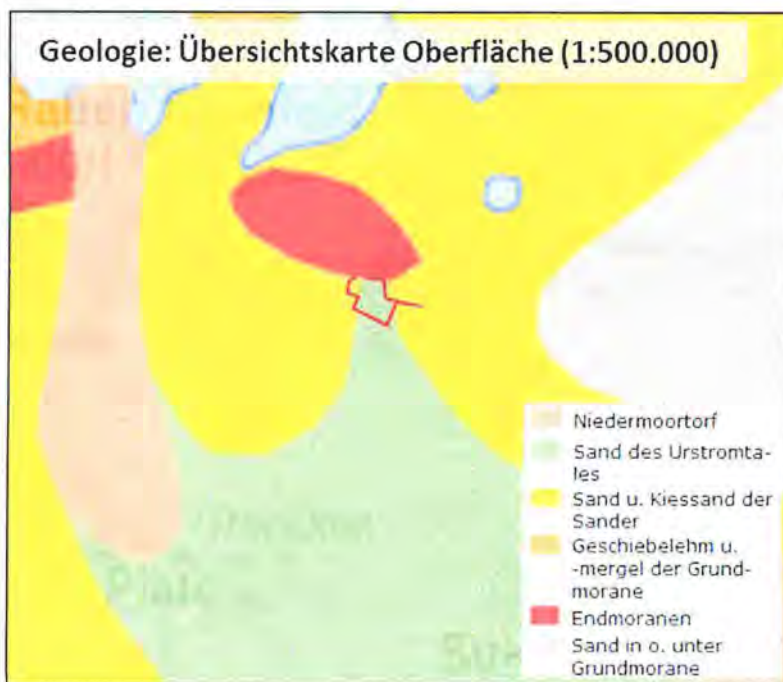 Geologie: Übersichtskarte Oberfläche (1:500.000)
Niedermoortorf
Sand des Urstromta-
les
Sand u. Kiessand der
Sander
Geschiebelehm u.
-mergel der Grund-
morane
Endmoranen
Sand in o. unter
Grundmorane